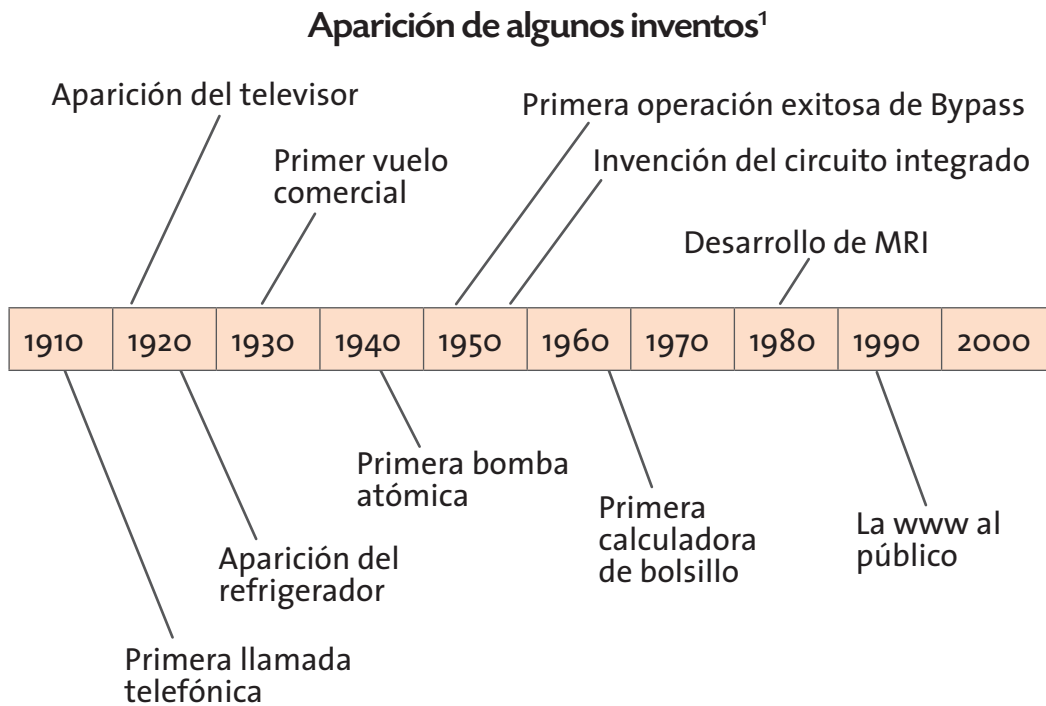 Aparición de algunos inventos¹
Aparición del televisor
Primera operación exitosa de Bypass
Primer vuelo
comercial
Invención del circuito integrado
Desarrollo de MRI
1910 1920 1930 1940 1950 1960 1970 1980 1990 2000
Primera bomba
atómica
Primera
calculadora
de bolsillo
La www al
público
Aparición del
refrigerador
Primera llamada
telefónica